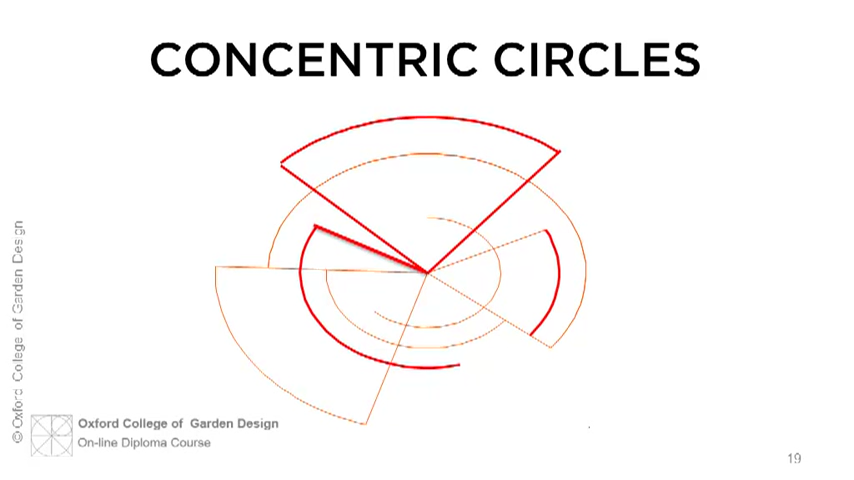 CONCENTRIC CIRCLES
© Oxford College of Garden Design
Oxford College of Garden Design
On-line Diploma Course
19